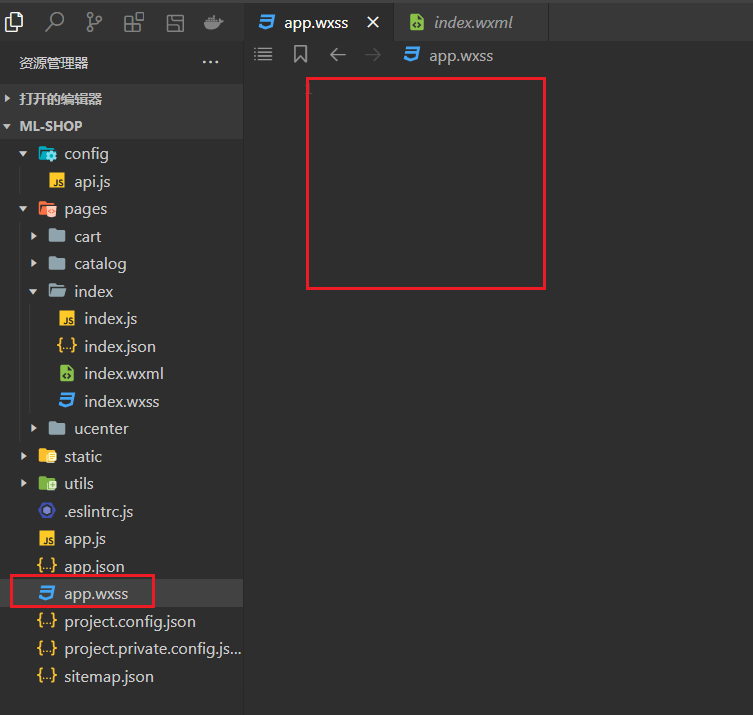 app.wxss
index.wxml
资源管理器
app.wxss
打开的编辑器
ML-SHOP
config
api.js
pages
cart
catalog
index
index.js
index.json
index.wxml
index.wxss
ucenter
static
utils
.eslintrc.js
app.js
app.json
app.wxss
project.config.json
project.private.config.js...
sitemap.json